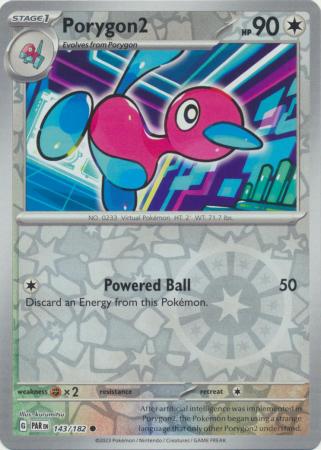 STAGE 1
Porygon2
HP 90
Evolves from Porygon
NO. 0233 Virtual Pokémon HT: 2' WT: 71.7 lbs.
Powered Ball 50
Discard an Energy from this Pokémon.
weakness ×2 resistance retreat
Illus. kurumitsu
G PAR EN 143/182
After artificial intelligence was implemented in
Porygon2, the Pokémon began using a strange
language that only other Porygon2 understand.
©2023 Pokémon / Nintendo / Creatures / GAME FREAK